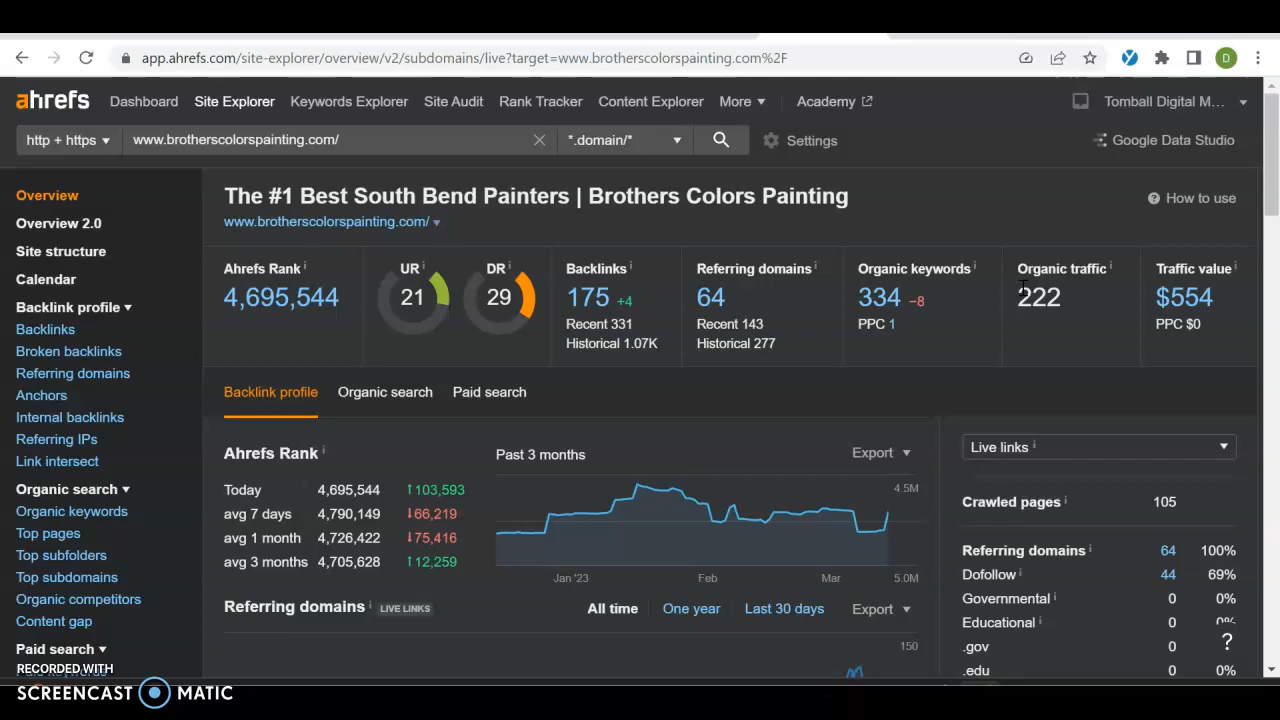 app.ahrefs.com/site-explorer/overview/v2/subdomains/live?target=www.brotherscolorspainting.com%2F
D
ahrefs Dashboard Site Explorer Keywords Explorer Site Audit Rank Tracker Content Explorer More Academy Tomball Digital M...
http + https www.brotherscolorspainting.com/ *.domain/* Settings Google Data Studio
Overview
Overview 2.0
Site structure
Calendar
Backlink profile
Backlinks
Broken backlinks
Referring domains
Anchors
Internal backlinks
Referring IPs
Link intersect
Organic search
Organic keywords
Top pages
Top subfolders
Top subdomains
Organic competitors
Content gap
Paid search
The #1 Best South Bend Painters | Brothers Colors Painting
? How to use
www.brotherscolorspainting.com/
Ahrefs Rank i UR i DR i Backlinks i Referring domains i Organic keywords i Organic traffic i Traffic value i
4,695,544 21 29 175 +4 64 334 −8 222 $554
Recent 331 Recent 143 PPC 1 PPC $0
Historical 1.07K Historical 277
Backlink profile Organic search Paid search
Ahrefs Rank i Past 3 months Export
Today 4,695,544 ↑103,593
avg 7 days 4,790,149 ↓66,219
avg 1 month 4,726,422 ↓75,416
avg 3 months 4,705,628 ↑12,259
4.5M
Jan '23 Feb Mar 5.0M
Referring domains i LIVE LINKS All time One year Last 30 days Export
150
Live links i
Crawled pages i 105
Referring domains i 64 100%
Dofollow i 44 69%
Governmental i 0 0%
Educational i 0 0%
.gov 0
.edu 0 0%
?
RECORDED WITH
SCREENCAST MATIC